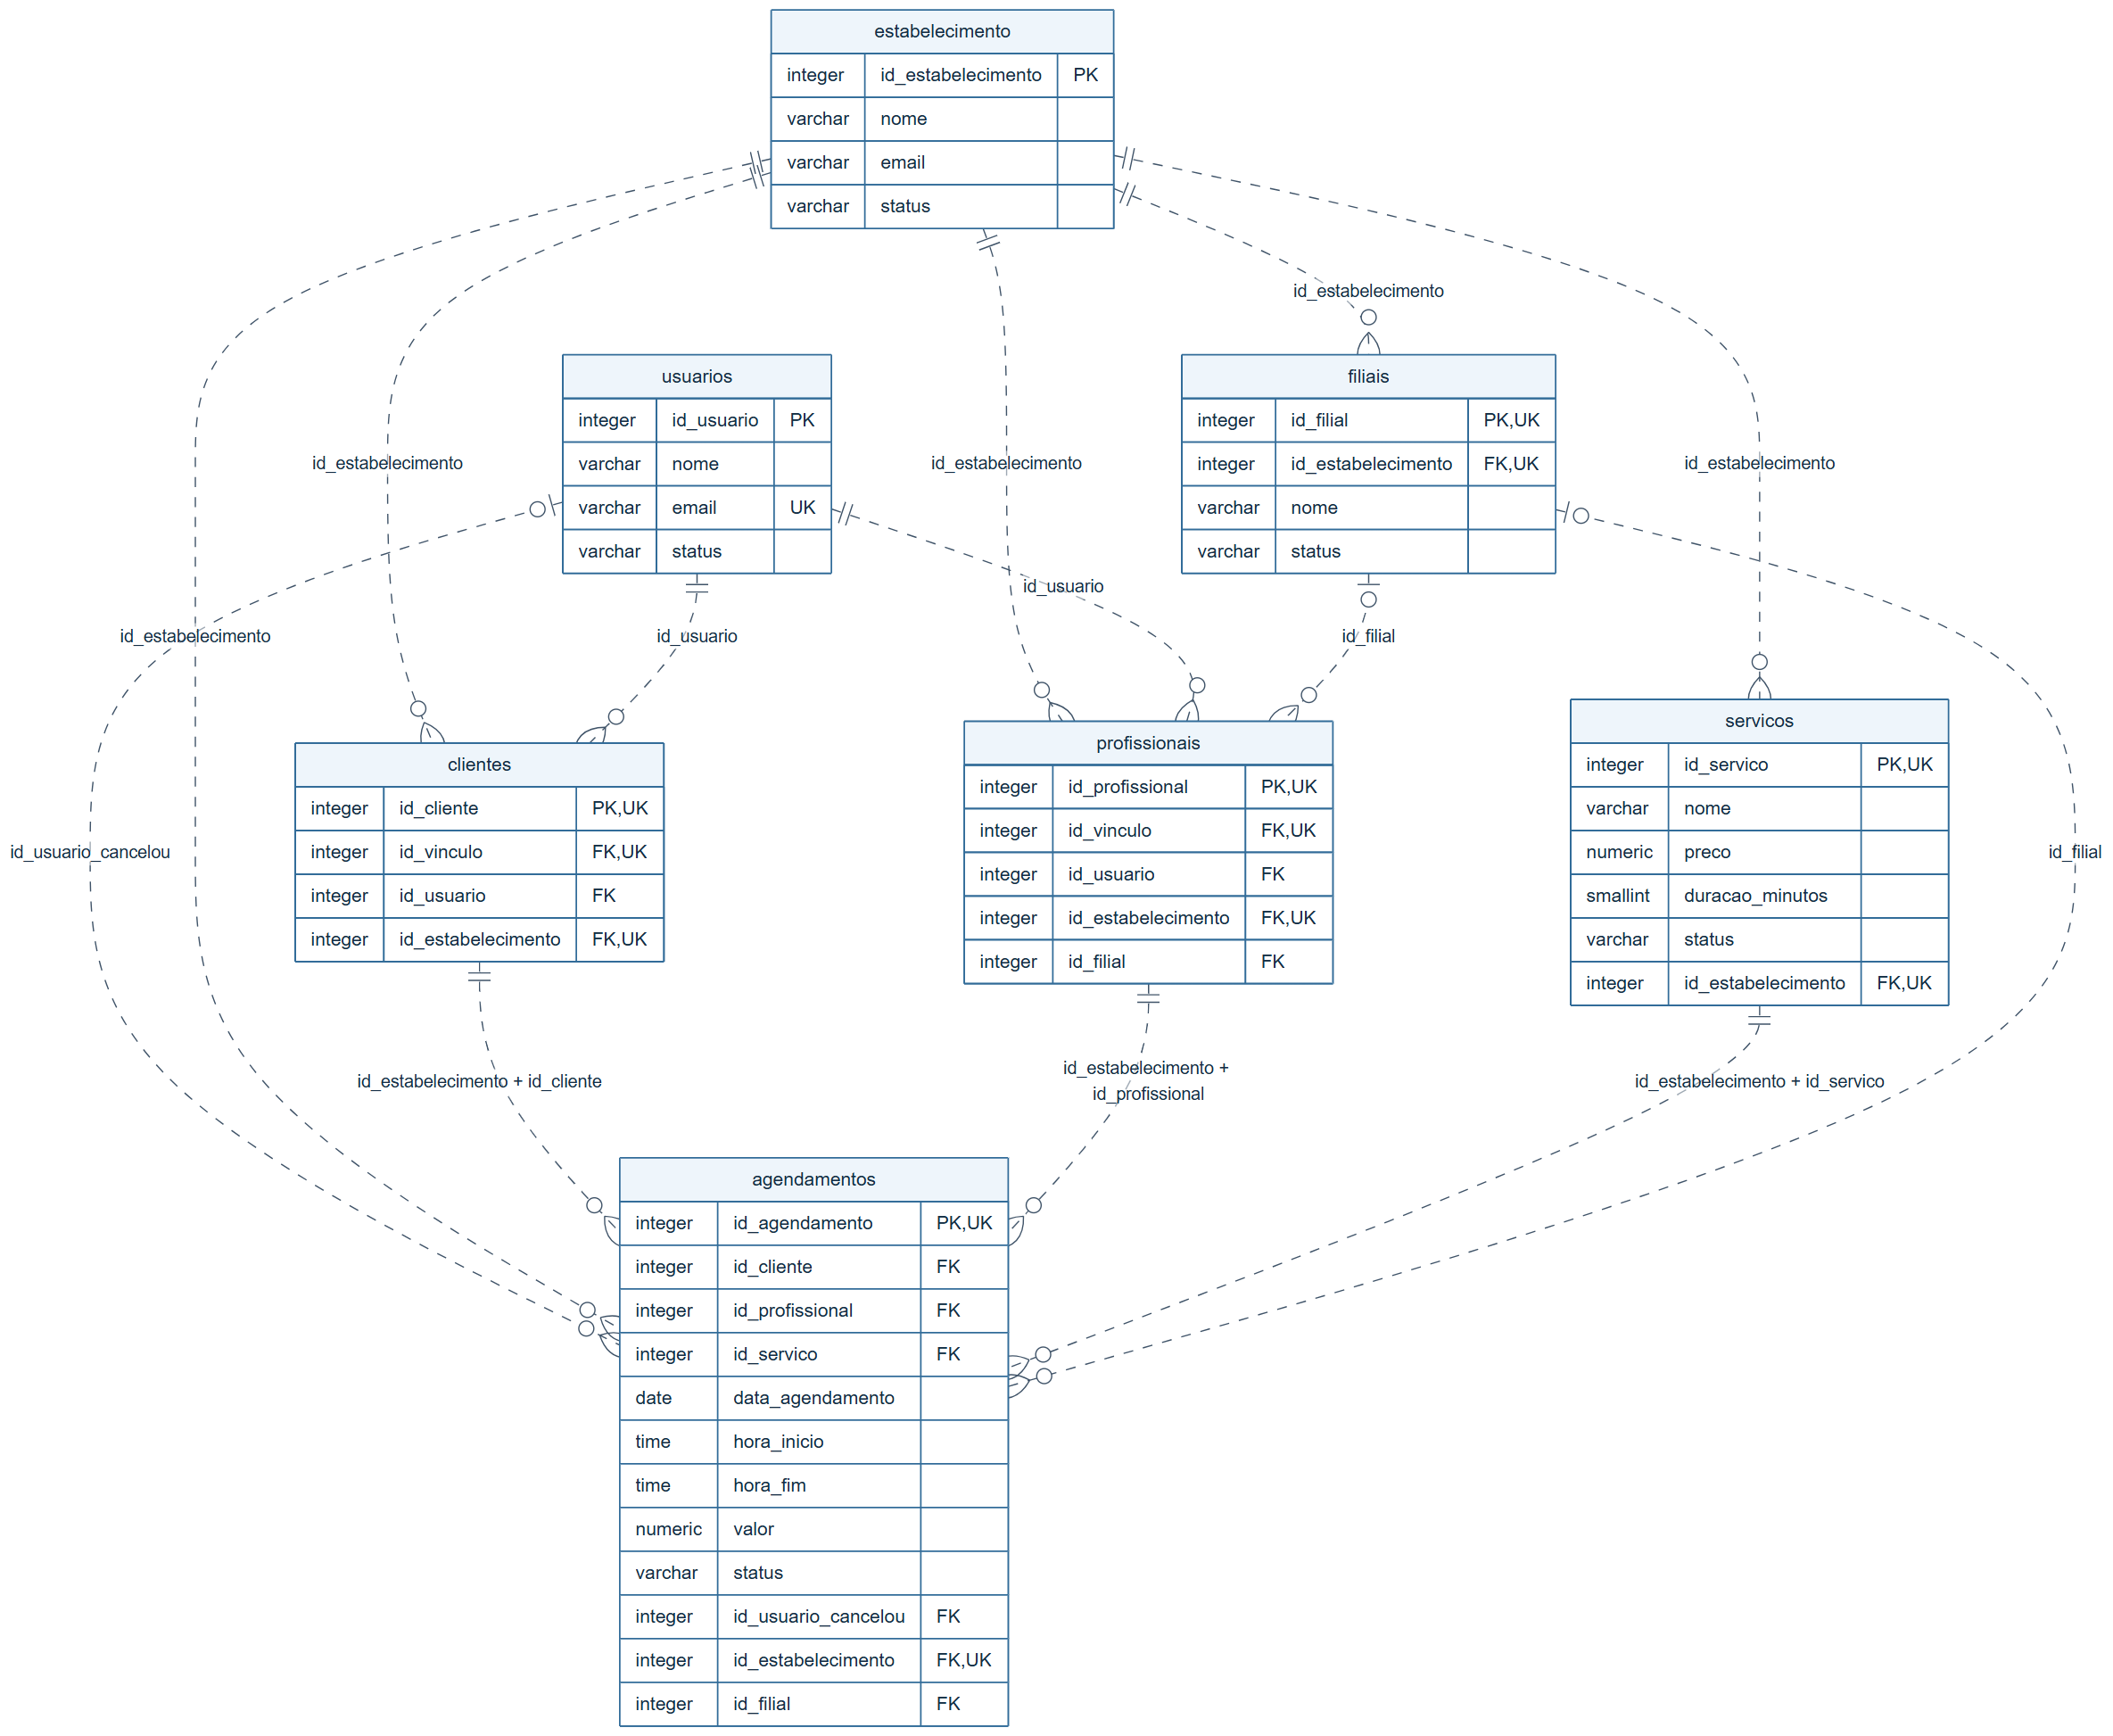 estabelecimento
integer id_estabelecimento PK
varchar nome
varchar email
varchar status
id_estabelecimento
usuarios
integer id_usuario PK
varchar nome
varchar email UK
varchar status
filiais
integer id_filial PK,UK
integer id_estabelecimento FK,UK
varchar nome
varchar status
id_estabelecimento
id_estabelecimento
id_estabelecimento
id_usuario
id_estabelecimento
id_usuario
id_filial
clientes
integer id_cliente PK,UK
integer id_vinculo FK,UK
integer id_usuario FK
integer id_estabelecimento FK,UK
profissionais
integer id_profissional PK,UK
integer id_vinculo FK,UK
integer id_usuario FK
integer id_estabelecimento FK,UK
integer id_filial FK
servicos
integer id_servico PK,UK
varchar nome
numeric preco
smallint duracao_minutos
varchar status
integer id_estabelecimento FK,UK
id_usuario_cancelou
id_filial
id_estabelecimento + id_cliente
id_estabelecimento +
id_profissional
id_estabelecimento + id_servico
agendamentos
integer id_agendamento PK,UK
integer id_cliente FK
integer id_profissional FK
integer id_servico FK
date data_agendamento
time hora_inicio
time hora_fim
numeric valor
varchar status
integer id_usuario_cancelou FK
integer id_estabelecimento FK,UK
integer id_filial FK